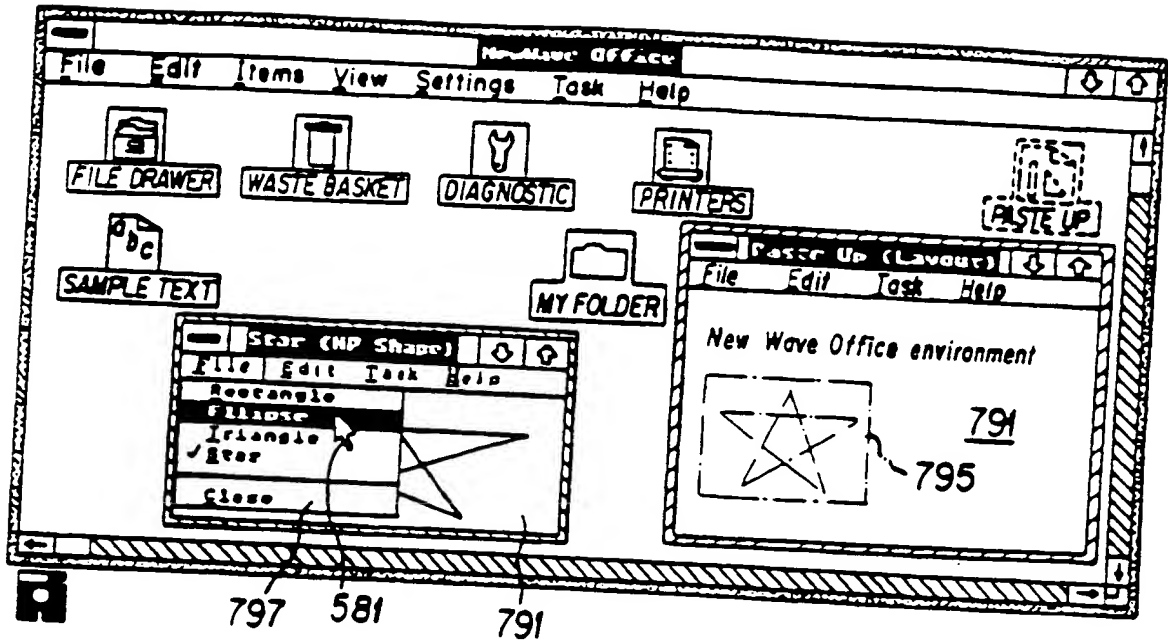 NewWave Office
File Edit Items View Settings Task Help
FILE DRAWER WASTE BASKET DIAGNOSTIC PRINTERS PASTE UP
abc
SAMPLE TEXT MY FOLDER
Paste Up (Layout)
File Edit Task Help
New Wave Office environment
791
795
Star (HP Shape)
File Edit Task Help
Rectangle
Ellipse
Triangle
✓ Star
Close
797 581 791